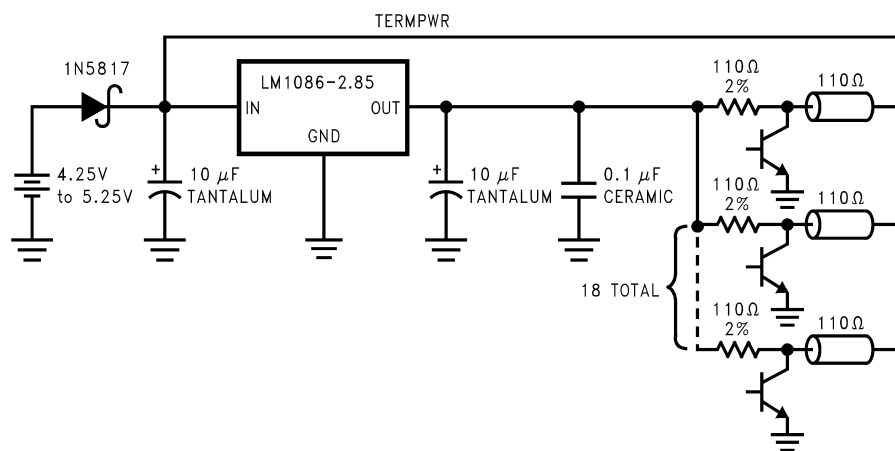 TERMPWR
1N5817
LM1086-2.85
IN
OUT
GND
4.25V
to 5.25V
+
10 μF
TANTALUM
+
10 μF
TANTALUM
0.1 μF
CERAMIC
110Ω
2%
110Ω
110Ω
2%
110Ω
18 TOTAL
110Ω
2%
110Ω